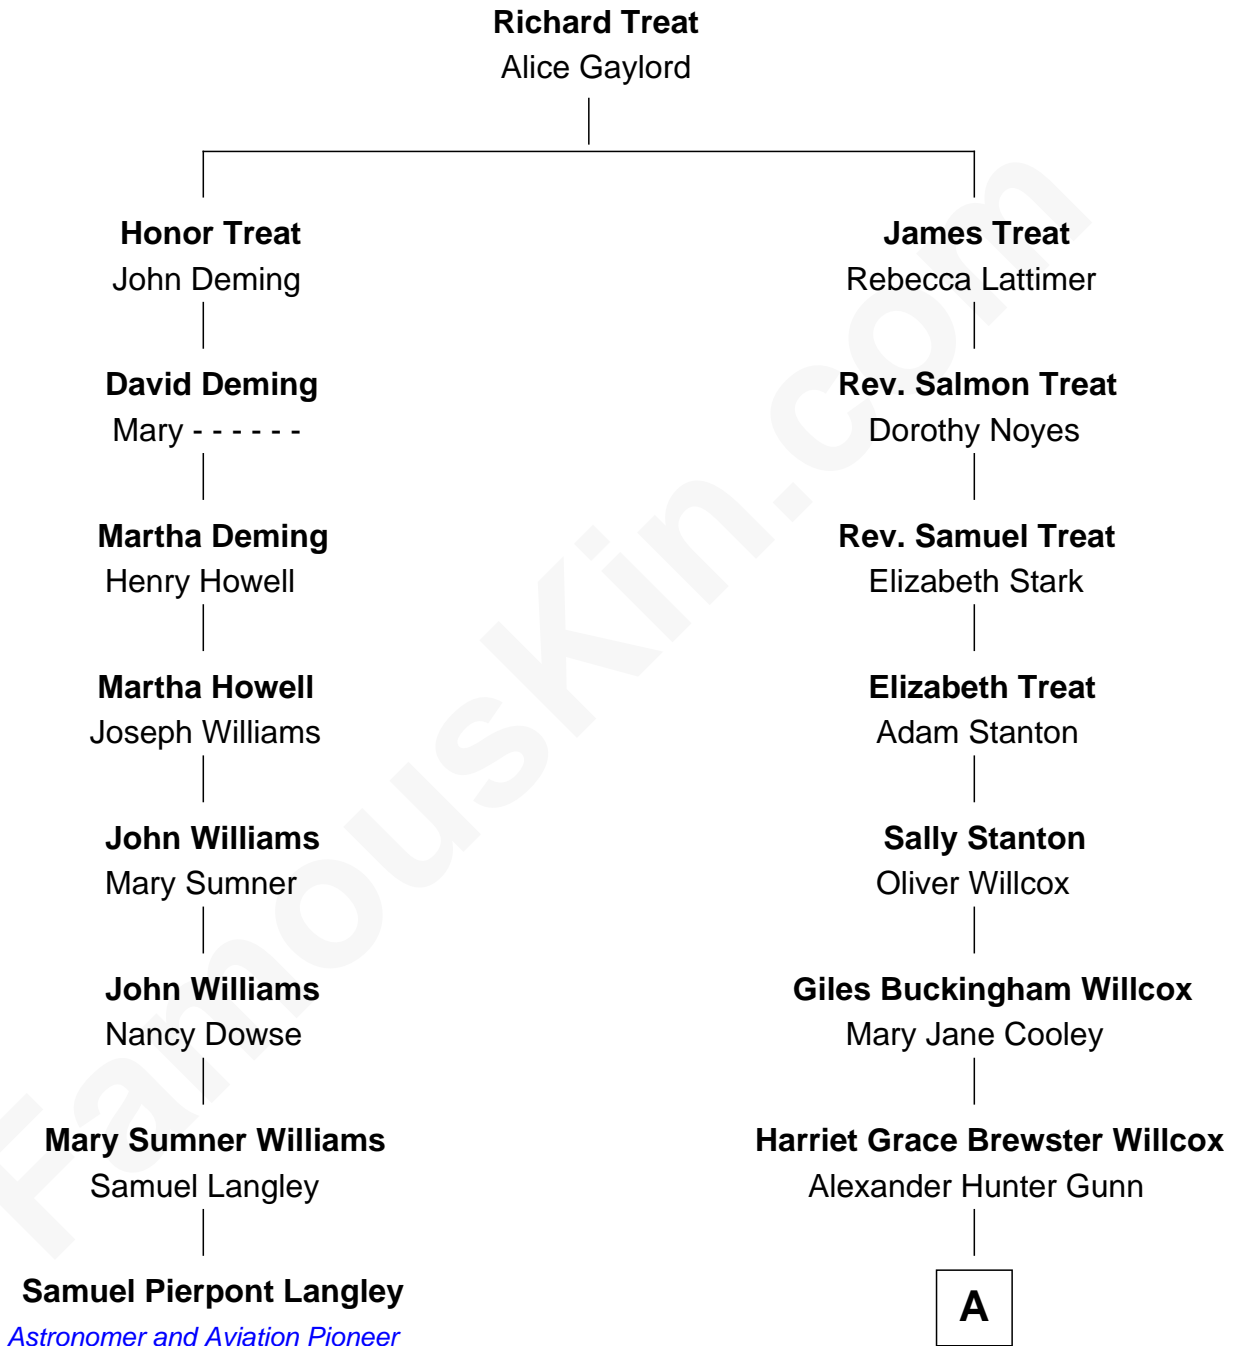 Richard Treat
Alice Gaylord
Honor Treat
John Deming
James Treat
Rebecca Lattimer
David Deming
Mary - - - - - -
Rev. Salmon Treat
Dorothy Noyes
Martha Deming
Henry Howell
Rev. Samuel Treat
Elizabeth Stark
Martha Howell
Joseph Williams
Elizabeth Treat
Adam Stanton
John Williams
Mary Sumner
Sally Stanton
Oliver Willcox
John Williams
Nancy Dowse
Giles Buckingham Willcox
Mary Jane Cooley
Mary Sumner Williams
Samuel Langley
Harriet Grace Brewster Willcox
Alexander Hunter Gunn
Samuel Pierpont Langley
Astronomer and Aviation Pioneer
A
FamousKin.com